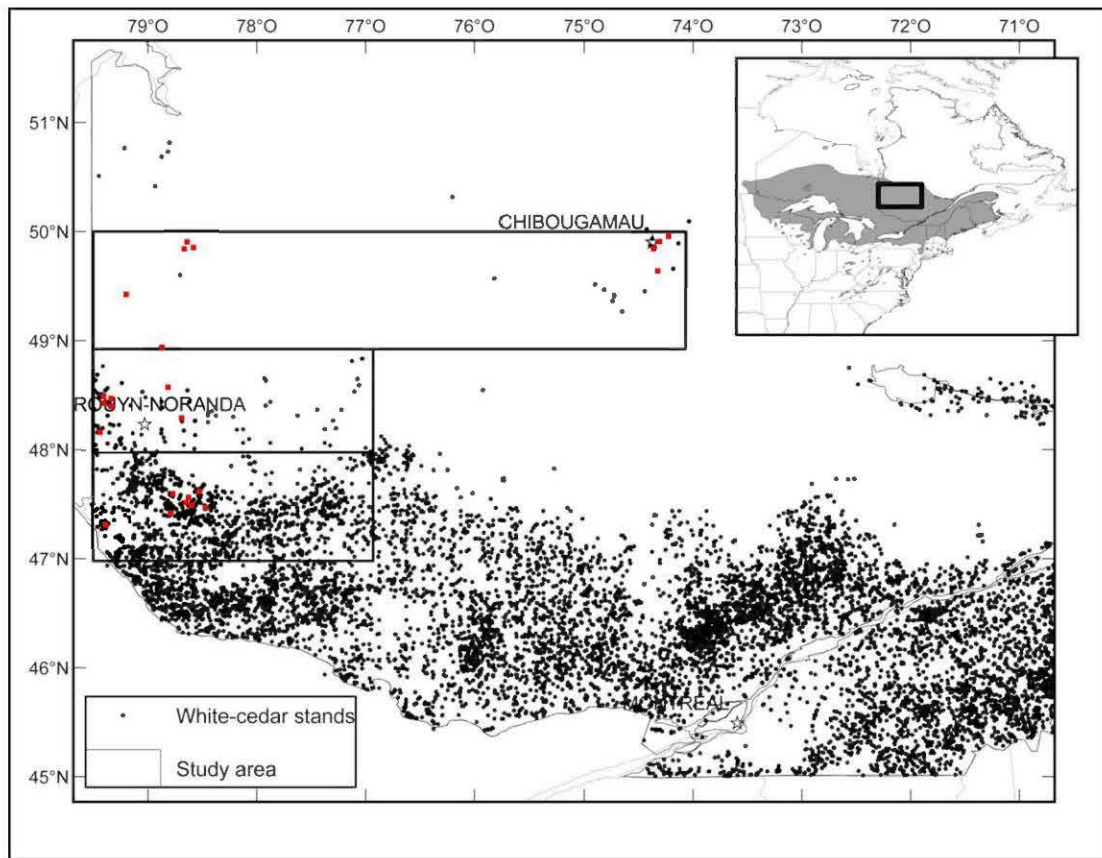 79°O 78°O 77°O 76°O 75°O 74°O 73°O 72°O 71°O
51°N
50°N
CHIBOUGAMAU
49°N
ROUYN-NORANDA
48°N
47°N
46°N
MONTREAL
45°N
White-cedar stands
Study area